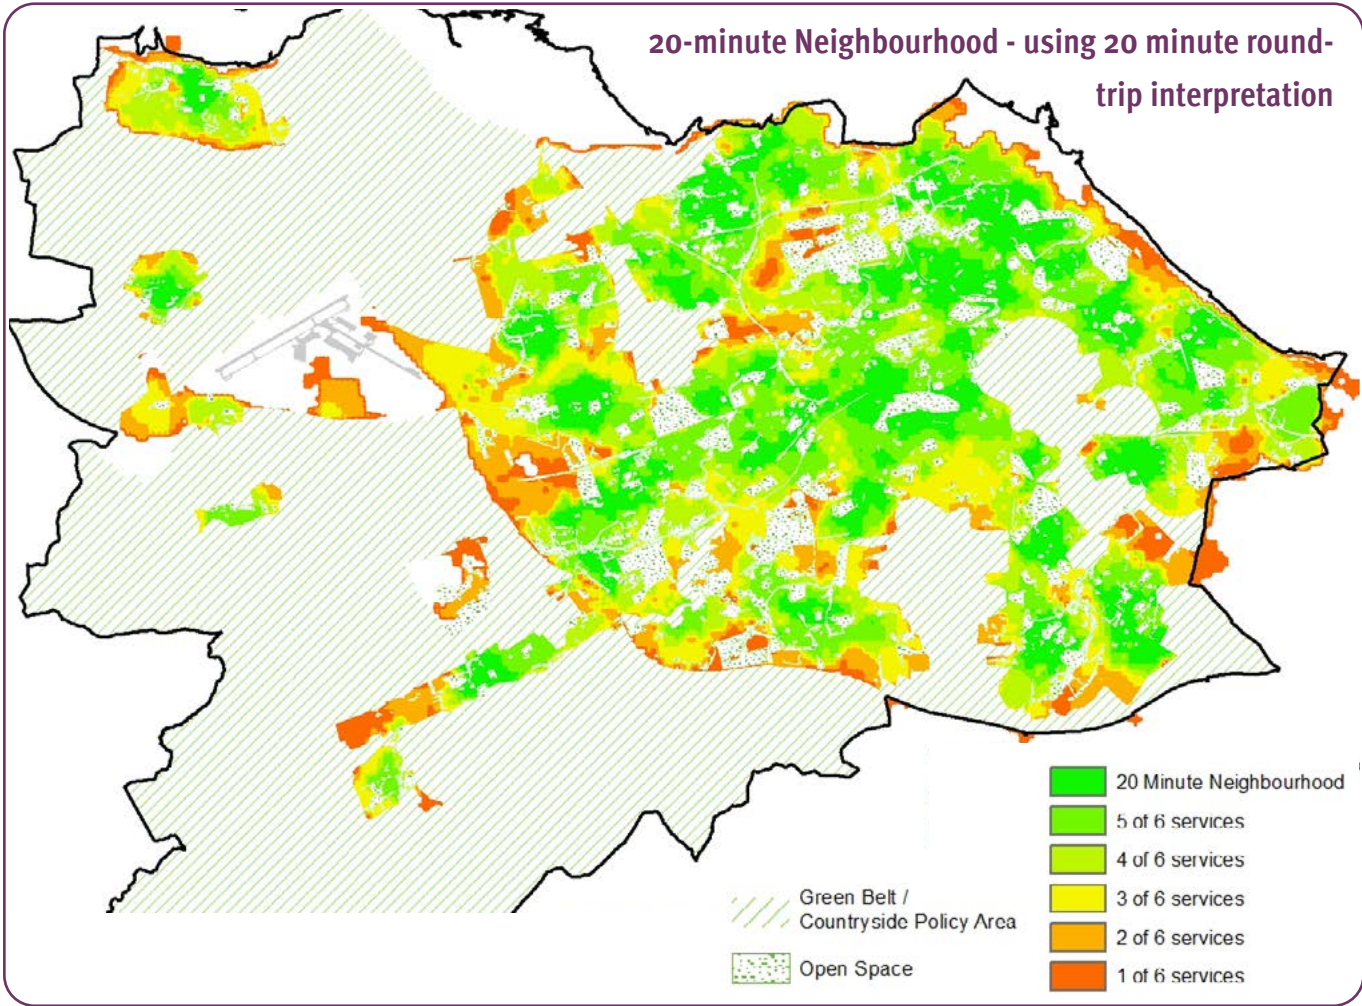 20-minute Neighbourhood - using 20 minute round-
trip interpretation
20 Minute Neighbourhood
5 of 6 services
4 of 6 services
3 of 6 services
2 of 6 services
1 of 6 services
Green Belt /
Countryside Policy Area
Open Space